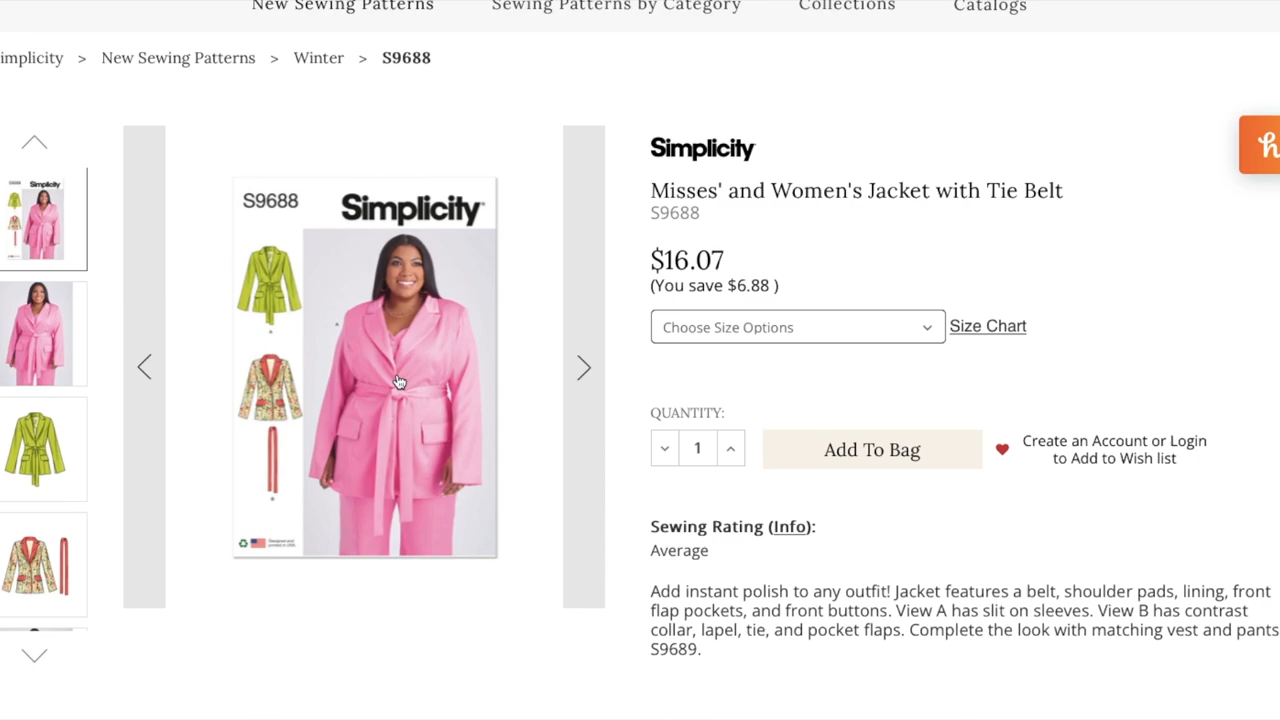 New Sewing Patterns
Sewing Patterns by Category
Collections
Catalogs
implicity > New Sewing Patterns > Winter > S9688
Simplicity
S9688
Simplicity
Simplicity
Misses' and Women's Jacket with Tie Belt
S9688
$16.07
(You save $6.88 )
Choose Size Options
Size Chart
QUANTITY:
1
Add To Bag
Create an Account or Login
to Add to Wish list
Sewing Rating (Info):
Average
Add instant polish to any outfit! Jacket features a belt, shoulder pads, lining, front
flap pockets, and front buttons. View A has slit on sleeves. View B has contrast
collar, lapel, tie, and pocket flaps. Complete the look with matching vest and pants
S9689.